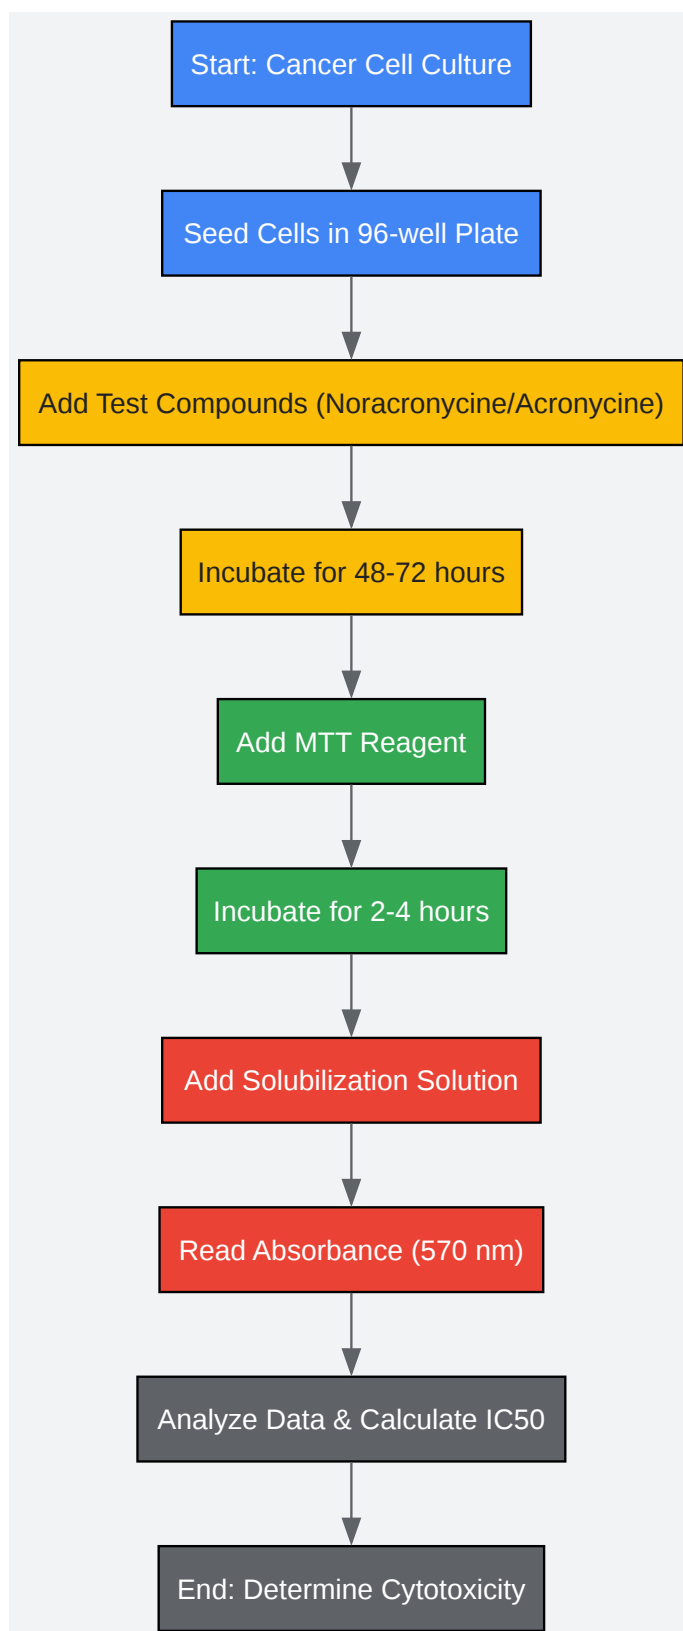 Start: Cancer Cell Culture
Seed Cells in 96-well Plate
Add Test Compounds (Noracronycine/Acronycine)
Incubate for 48-72 hours
Add MTT Reagent
Incubate for 2-4 hours
Add Solubilization Solution
Read Absorbance (570 nm)
Analyze Data & Calculate IC50
End: Determine Cytotoxicity